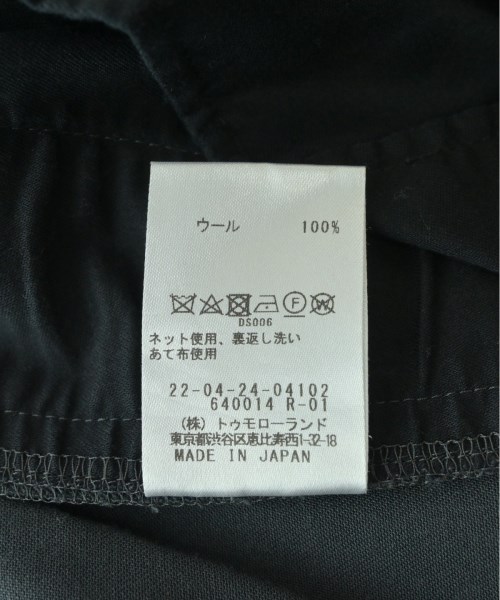 ウール 100%
F W
DS006
ネット使用、裏返し洗い
あて布使用
22-04-24-04102
640014 R-01
(株) トゥモローランド
東京都渋谷区恵比寿西1-32-18
MADE IN JAPAN